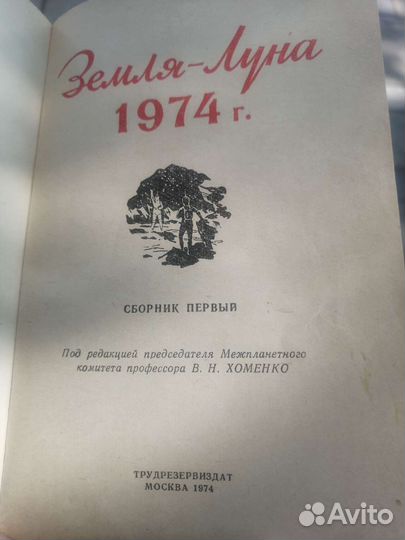 Земля-Луна
1974 г.
СБОРНИК ПЕРВЫЙ
Под редакцией председателя Межпланетного
комитета профессора В. Н. ХОМЕНКО
ТРУДРЕЗЕРВИЗДАТ
МОСКВА 1974
Avito